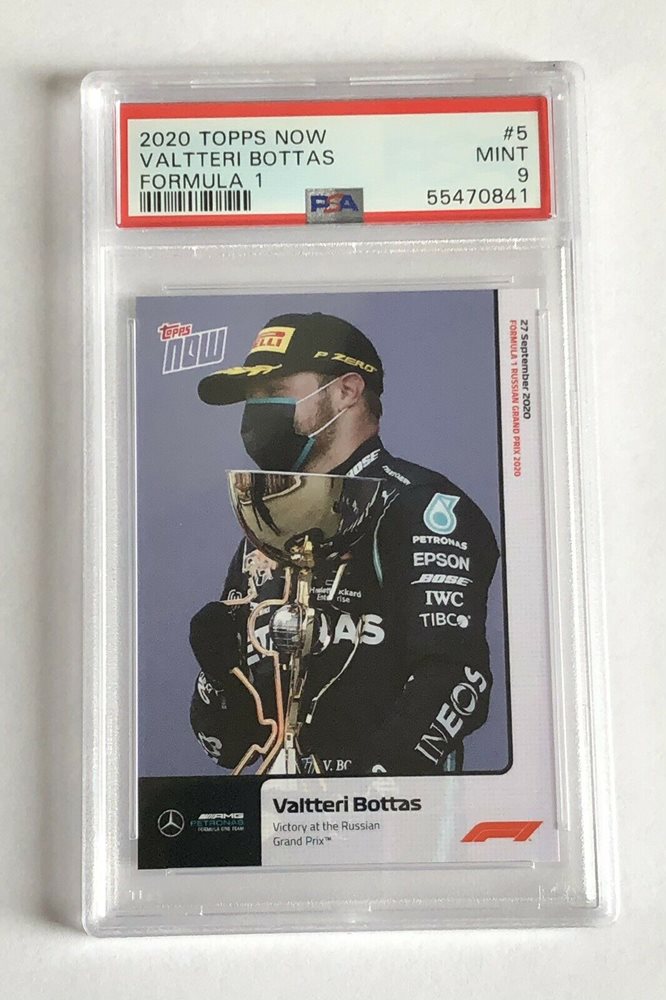 2020 TOPPS NOW #5
VALTTERI BOTTAS MINT
FORMULA 1 9
PSA 55470841
topps
NOW
27 September 2020
FORMULA 1 RUSSIAN GRAND PRIX 2020
P ZERO
BOSE
PETRONAS
EPSON
BOSE
IWC
TIBCO
INEOS
V. BO
AMG
PETRONAS
FORMULA ONE TEAM
Valtteri Bottas
Victory at the Russian
Grand Prix™
F1